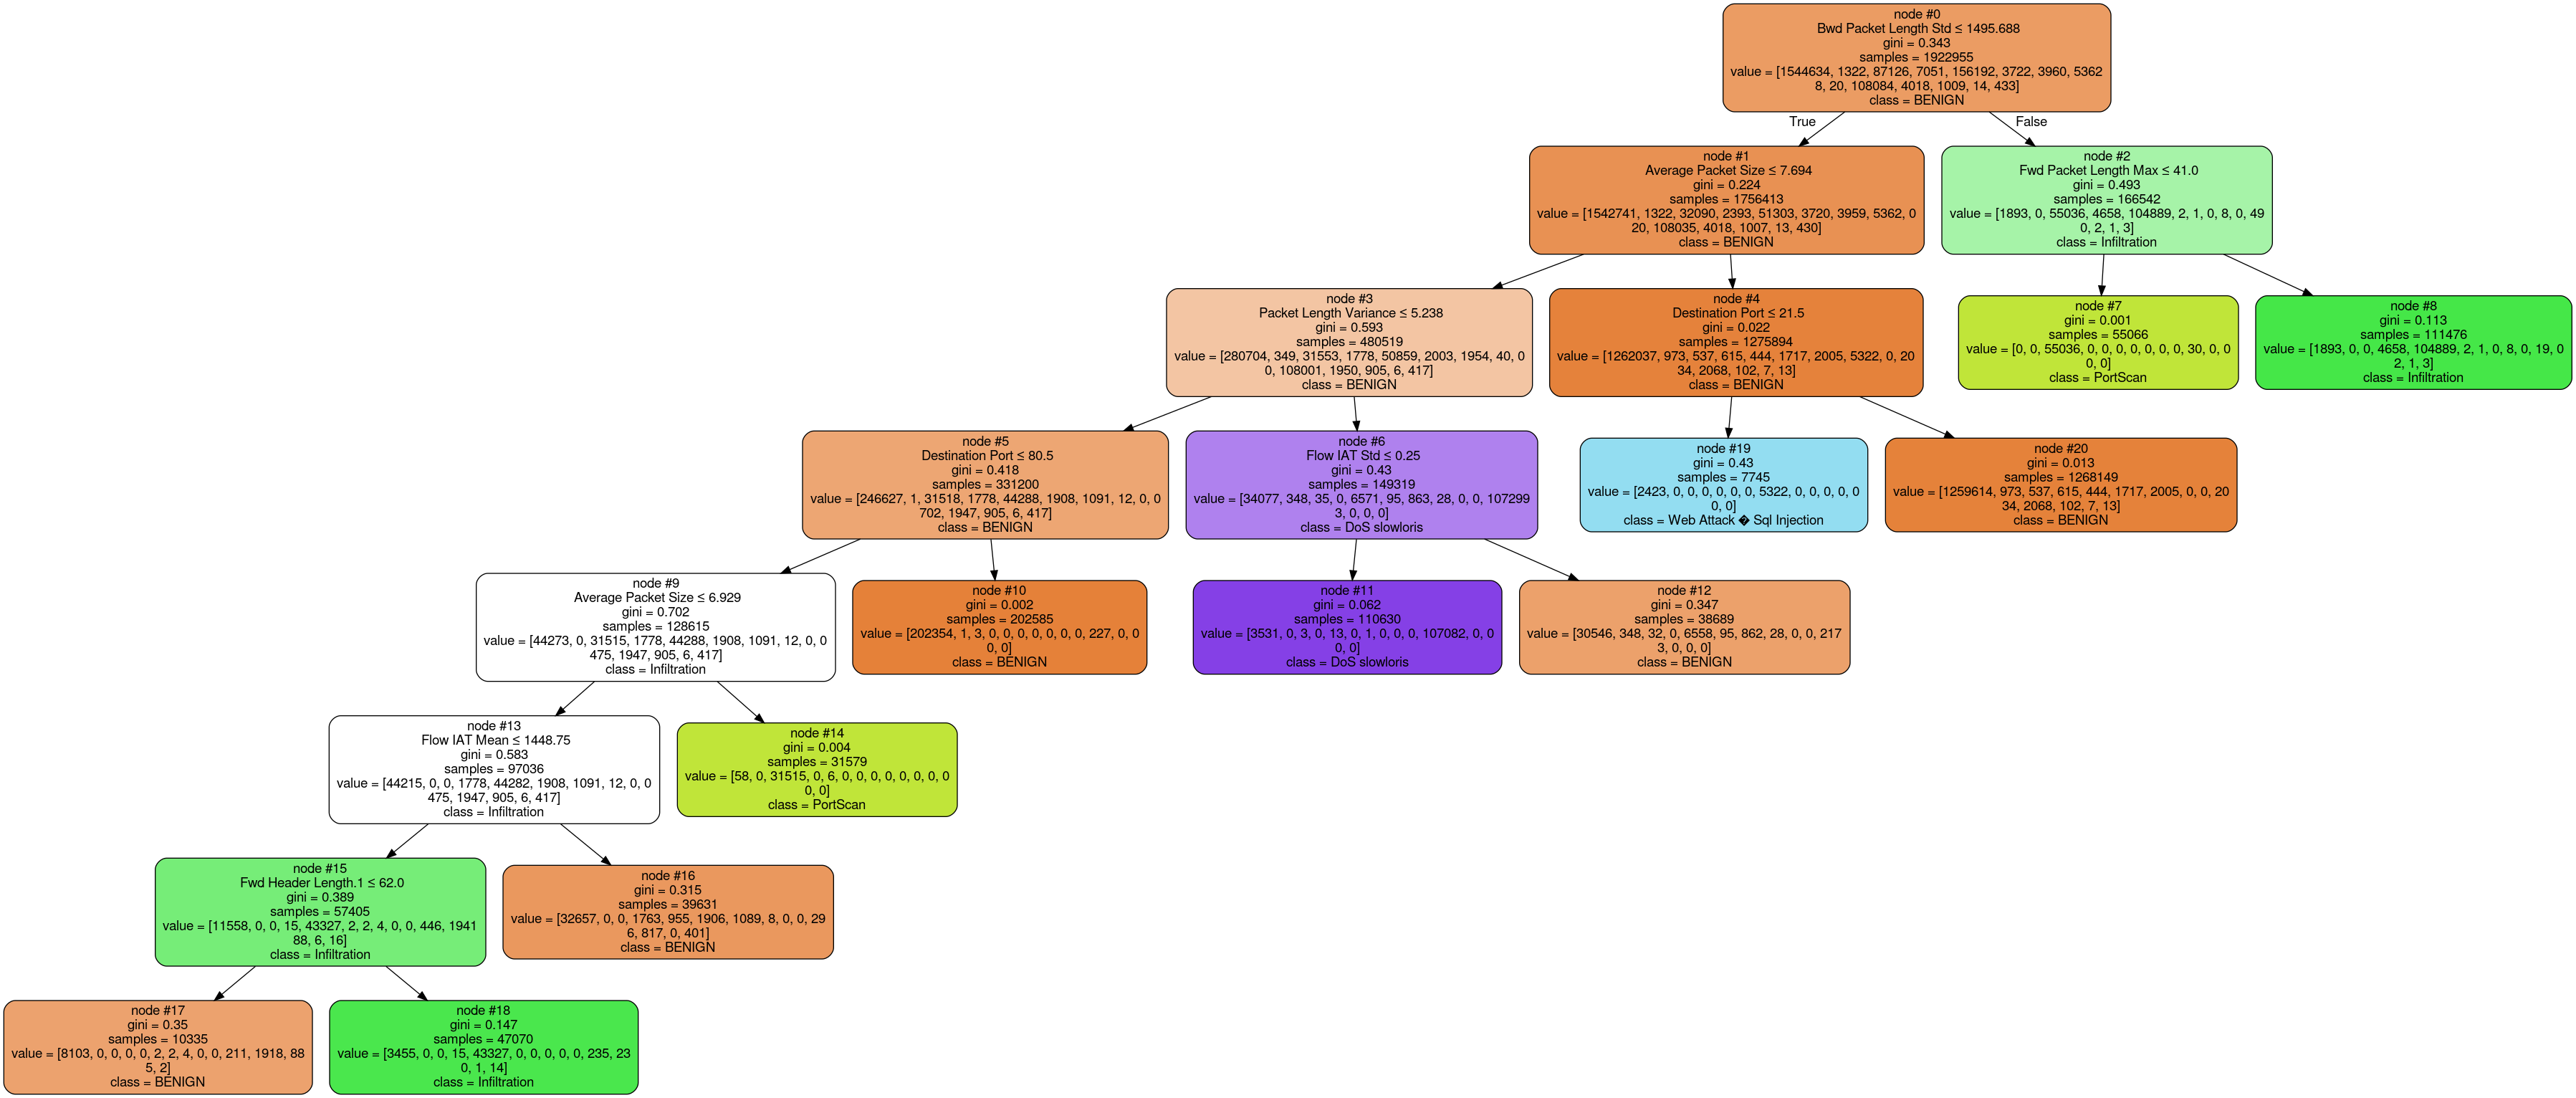 node #0
Bwd Packet Length Std ≤ 1495.688
gini = 0.343
samples = 1922955
value = [1544634, 1322, 87126, 7051, 156192, 3722, 3960, 5362
8, 20, 108084, 4018, 1009, 14, 433]
class = BENIGN
True
False
node #1
Average Packet Size ≤ 7.694
gini = 0.224
samples = 1756413
value = [1542741, 1322, 32090, 2393, 51303, 3720, 3959, 5362, 0
20, 108035, 4018, 1007, 13, 430]
class = BENIGN
node #2
Fwd Packet Length Max ≤ 41.0
gini = 0.493
samples = 166542
value = [1893, 0, 55036, 4658, 104889, 2, 1, 0, 8, 0, 49
0, 2, 1, 3]
class = Infiltration
node #3
Packet Length Variance ≤ 5.238
gini = 0.593
samples = 480519
value = [280704, 349, 31553, 1778, 50859, 2003, 1954, 40, 0
0, 108001, 1950, 905, 6, 417]
class = BENIGN
node #4
Destination Port ≤ 21.5
gini = 0.022
samples = 1275894
value = [1262037, 973, 537, 615, 444, 1717, 2005, 5322, 0, 20
34, 2068, 102, 7, 13]
class = BENIGN
node #7
gini = 0.001
samples = 55066
value = [0, 0, 55036, 0, 0, 0, 0, 0, 0, 0, 30, 0, 0
0, 0]
class = PortScan
node #8
gini = 0.113
samples = 111476
value = [1893, 0, 0, 4658, 104889, 2, 1, 0, 8, 0, 19, 0
2, 1, 3]
class = Infiltration
node #5
Destination Port ≤ 80.5
gini = 0.418
samples = 331200
value = [246627, 1, 31518, 1778, 44288, 1908, 1091, 12, 0, 0
702, 1947, 905, 6, 417]
class = BENIGN
node #6
Flow IAT Std ≤ 0.25
gini = 0.43
samples = 149319
value = [34077, 348, 35, 0, 6571, 95, 863, 28, 0, 0, 107299
3, 0, 0, 0]
class = DoS slowloris
node #19
gini = 0.43
samples = 7745
value = [2423, 0, 0, 0, 0, 0, 0, 5322, 0, 0, 0, 0, 0
0, 0]
class = Web Attack � Sql Injection
node #20
gini = 0.013
samples = 1268149
value = [1259614, 973, 537, 615, 444, 1717, 2005, 0, 0, 20
34, 2068, 102, 7, 13]
class = BENIGN
node #9
Average Packet Size ≤ 6.929
gini = 0.702
samples = 128615
value = [44273, 0, 31515, 1778, 44288, 1908, 1091, 12, 0, 0
475, 1947, 905, 6, 417]
class = Infiltration
node #10
gini = 0.002
samples = 202585
value = [202354, 1, 3, 0, 0, 0, 0, 0, 0, 0, 227, 0, 0
0, 0]
class = BENIGN
node #11
gini = 0.062
samples = 110630
value = [3531, 0, 3, 0, 13, 0, 1, 0, 0, 0, 107082, 0, 0
0, 0]
class = DoS slowloris
node #12
gini = 0.347
samples = 38689
value = [30546, 348, 32, 0, 6558, 95, 862, 28, 0, 0, 217
3, 0, 0, 0]
class = BENIGN
node #13
Flow IAT Mean ≤ 1448.75
gini = 0.583
samples = 97036
value = [44215, 0, 0, 1778, 44282, 1908, 1091, 12, 0, 0
475, 1947, 905, 6, 417]
class = Infiltration
node #14
gini = 0.004
samples = 31579
value = [58, 0, 31515, 0, 6, 0, 0, 0, 0, 0, 0, 0, 0
0, 0]
class = PortScan
node #15
Fwd Header Length.1 ≤ 62.0
gini = 0.389
samples = 57405
value = [11558, 0, 0, 15, 43327, 2, 2, 4, 0, 0, 446, 1941
88, 6, 16]
class = Infiltration
node #16
gini = 0.315
samples = 39631
value = [32657, 0, 0, 1763, 955, 1906, 1089, 8, 0, 0, 29
6, 817, 0, 401]
class = BENIGN
node #17
gini = 0.35
samples = 10335
value = [8103, 0, 0, 0, 0, 2, 2, 4, 0, 0, 211, 1918, 88
5, 2]
class = BENIGN
node #18
gini = 0.147
samples = 47070
value = [3455, 0, 0, 15, 43327, 0, 0, 0, 0, 0, 235, 23
0, 1, 14]
class = Infiltration